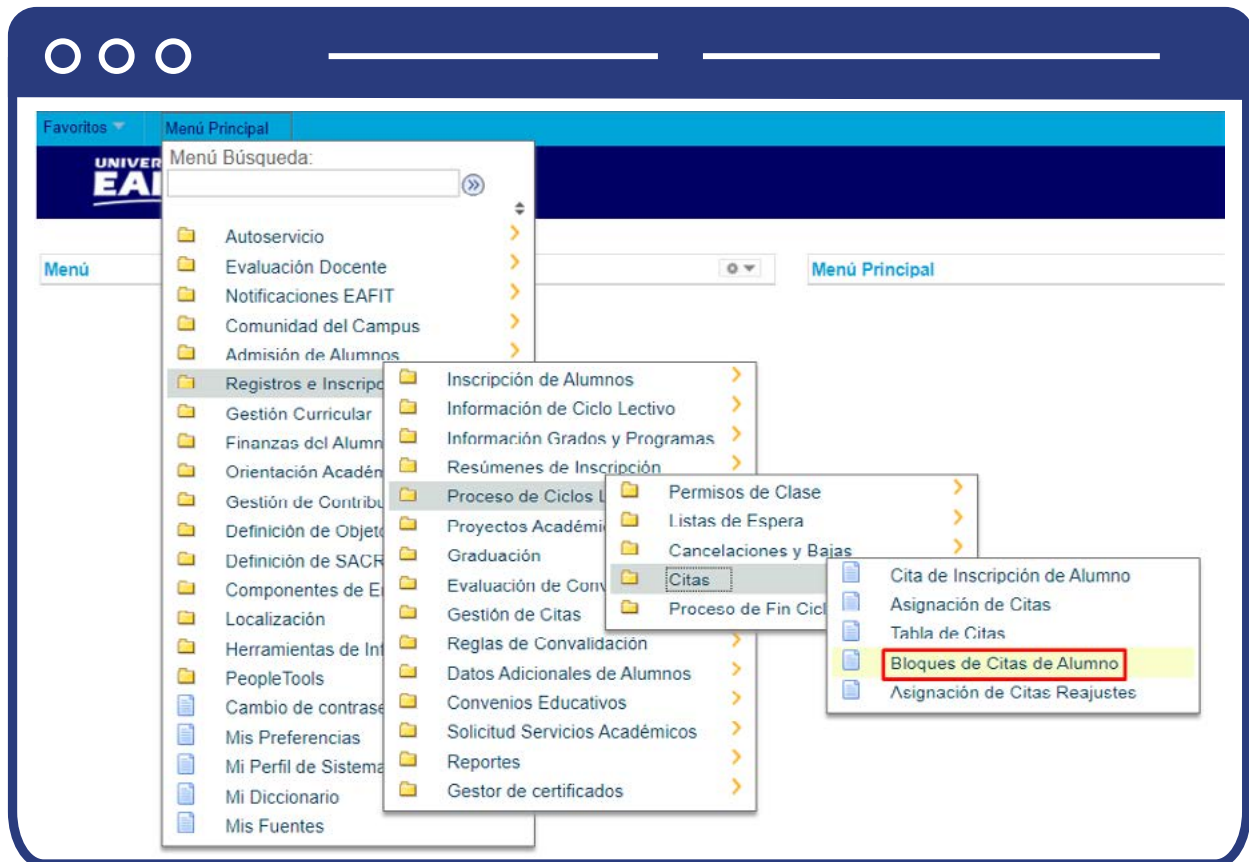 Favoritos
Menú Principal
UNIVER
EAI
Menú Búsqueda:
Autoservicio
Evaluación Docente
Notificaciones EAFIT
Comunidad del Campus
Admisión de Alumnos
Registros e Inscripc
Gestión Curricular
Finanzas del Alumn
Orientación Académ
Gestión de Contribu
Definición de Objeto
Definición de SACR
Componentes de E
Localización
Herramientas de Int
PeopleTools
Cambio de contrase
Mis Preferencias
Mi Perfil de Sistema
Mi Diccionario
Mis Fuentes
Menú
Menú Principal
Inscripción de Alumnos
Información de Ciclo Lectivo
Información Grados y Programas
Resúmenes de Inscripción
Proceso de Ciclos L
Proyectos Académi
Graduación
Evaluación de Conv
Gestión de Citas
Reglas de Convalidación
Datos Adicionales de Alumnos
Convenios Educativos
Solicitud Servicios Académicos
Reportes
Gestor de certificados
Permisos de Clase
Listas de Espera
Cancelaciones y Bajas
Citas
Proceso de Fin Cicl
Cita de Inscripción de Alumno
Asignación de Citas
Tabla de Citas
Bloques de Citas de Alumno
Asignación de Citas Reajustes